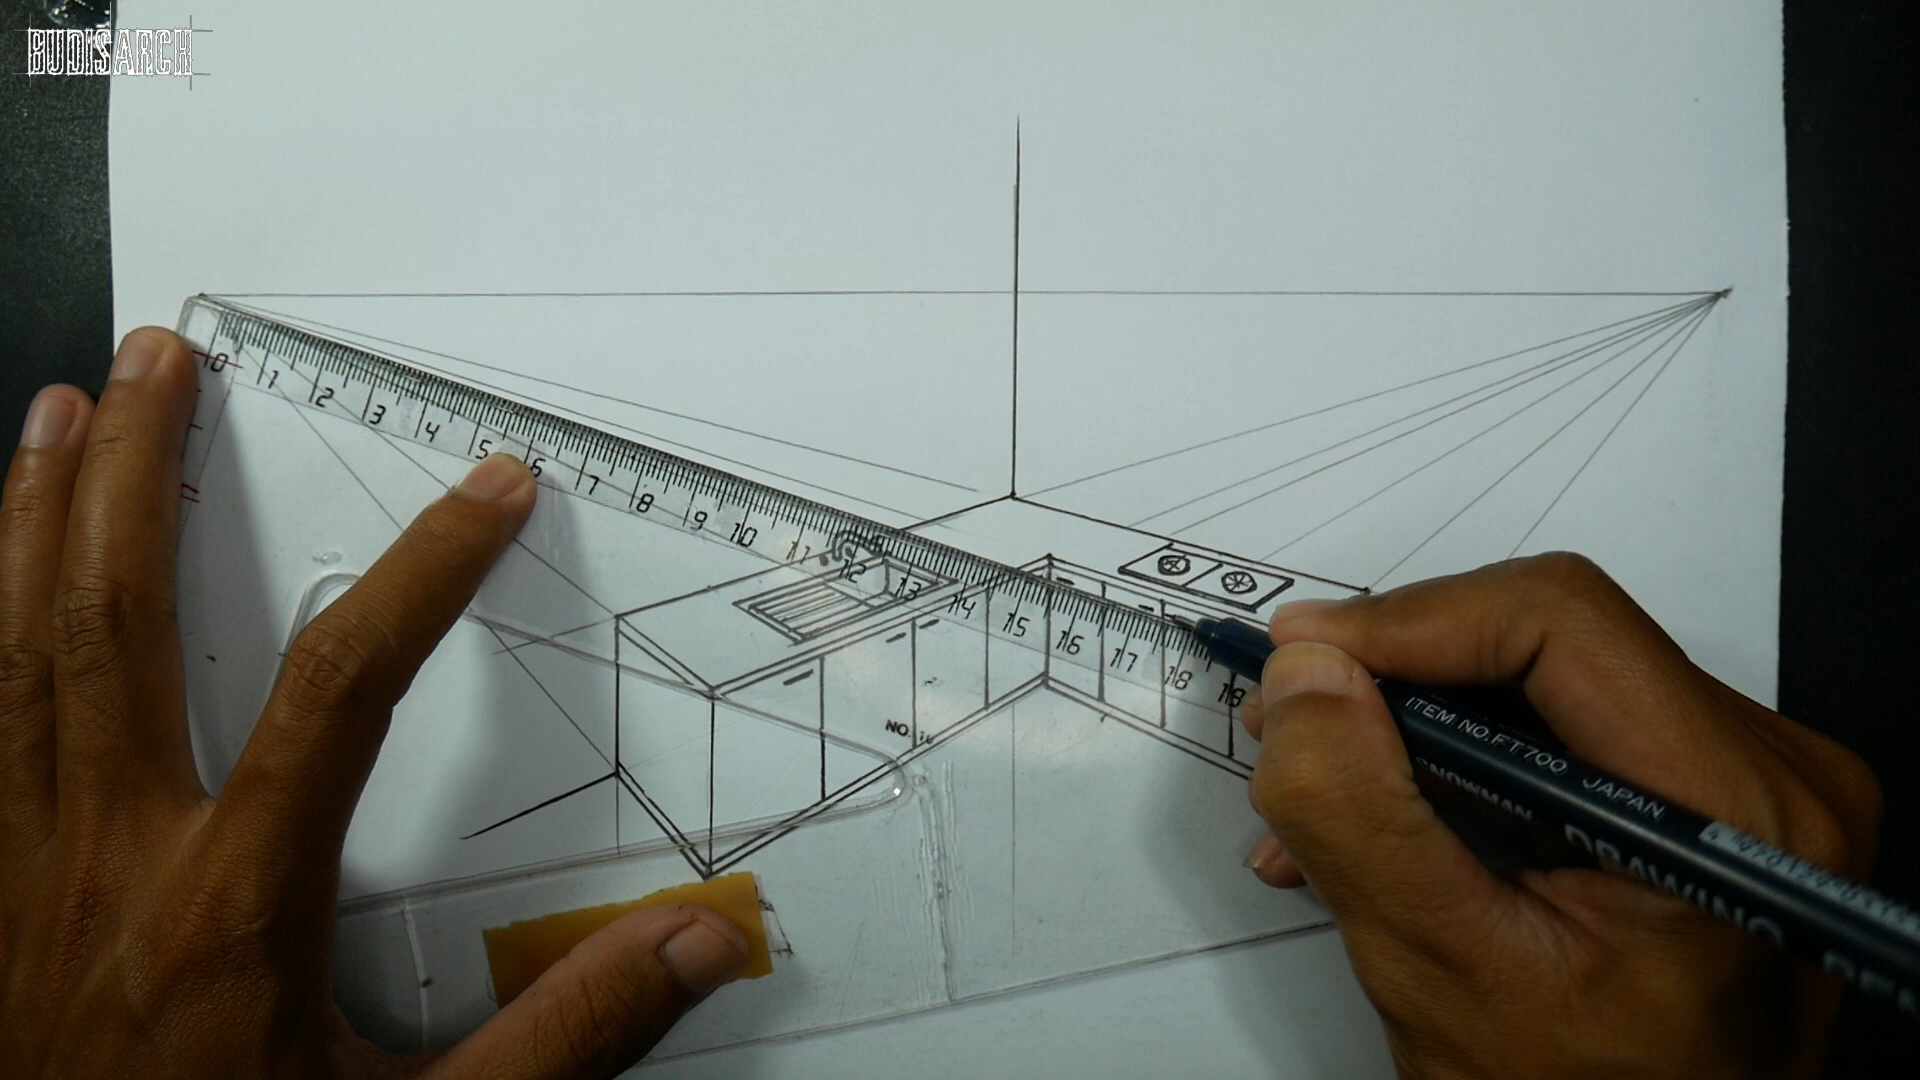 BUDISARCH
0 1 2 3 4 5 6 7 8 9 10 11 12 13 14 15 16 17 18 19
NO.
ITEM NO.FT700 JAPAN
SNOWMAN
DRAWING PEN